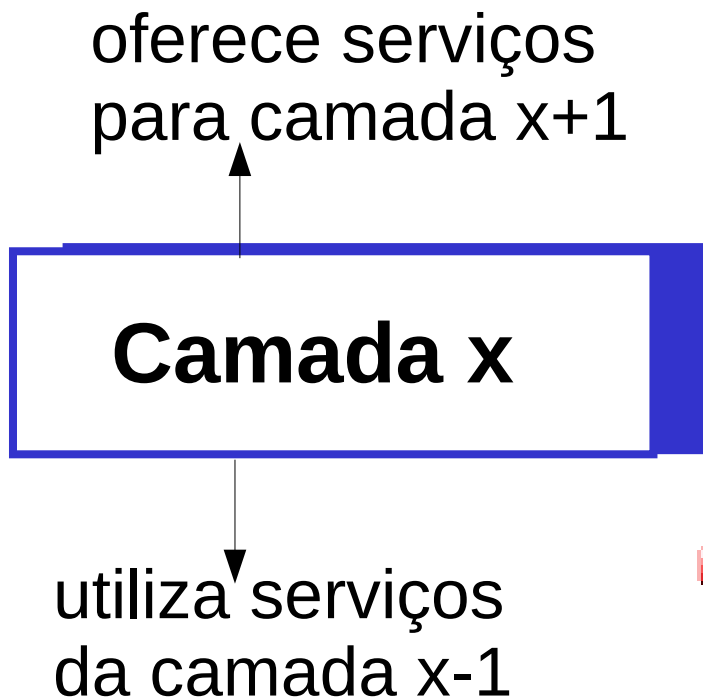 oferece serviços
para camada x+1
Camada x
utiliza serviços
da camada x-1